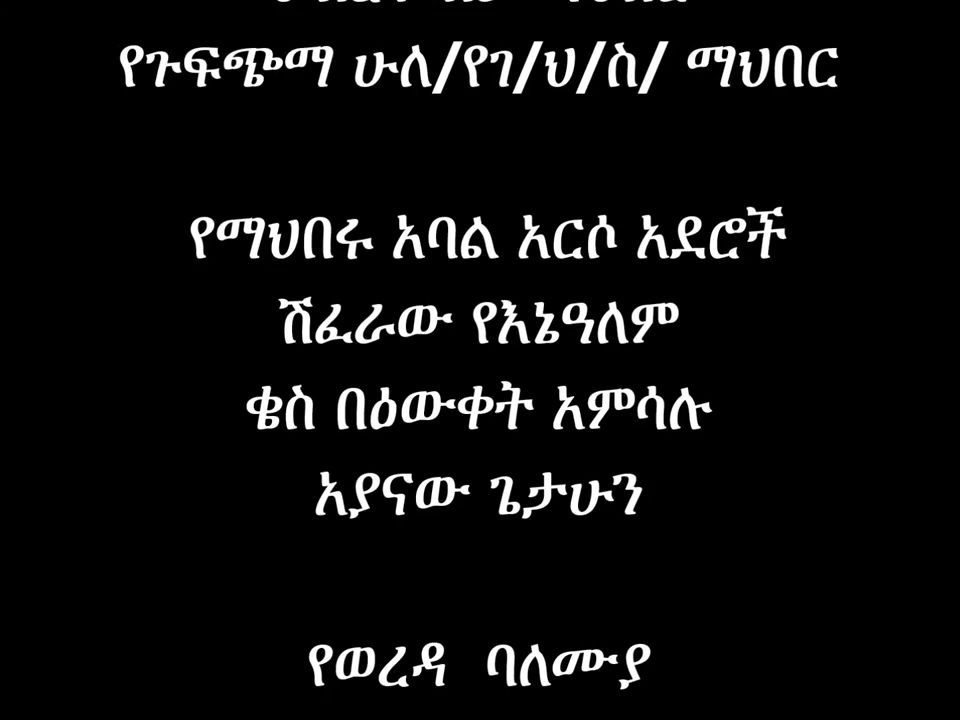 የጉፍጭማ ሁለ/የገ/ህ/ስ/ ማህበር
የማህበሩ አባል አርሶ አደሮች
ሽፈራው የእኔዓለም
ቄስ በዕውቀት አምሳሉ
አያናው ጌታሁን
የወረዳ ባለሙያ